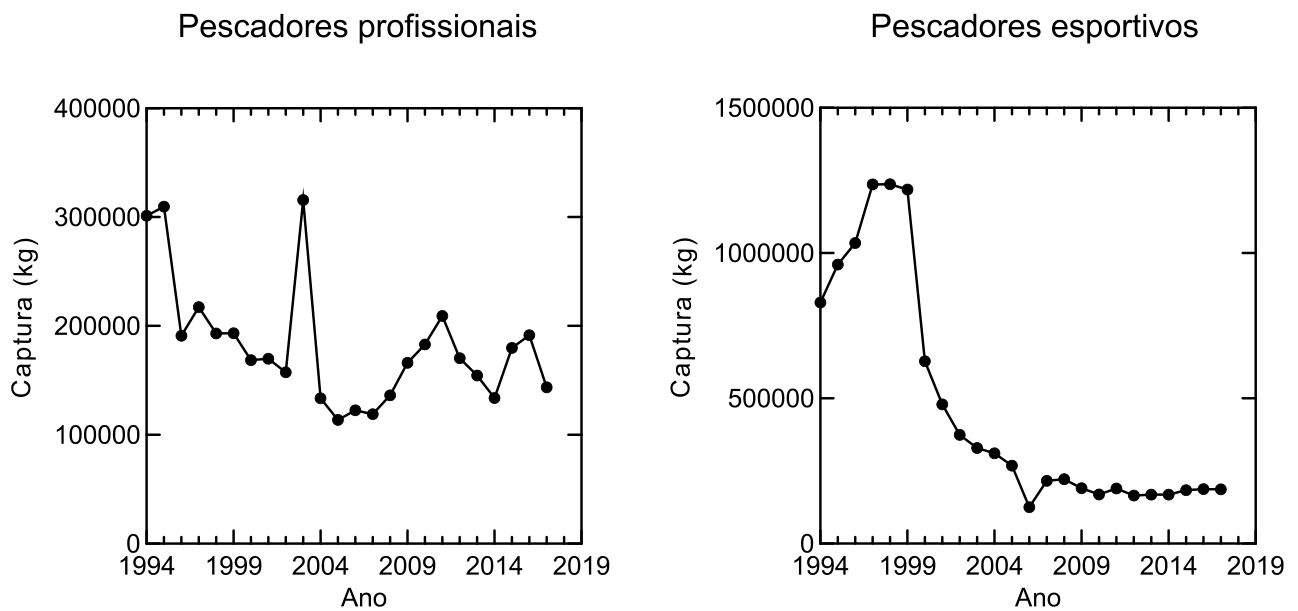 Pescadores profissionais
400000
300000
200000
100000
0
Captura (kg)
1994 1999 2004 2009 2014 2019
Ano
Pescadores esportivos
1500000
1000000
500000
0
Captura (kg)
1994 1999 2004 2009 2014 2019
Ano